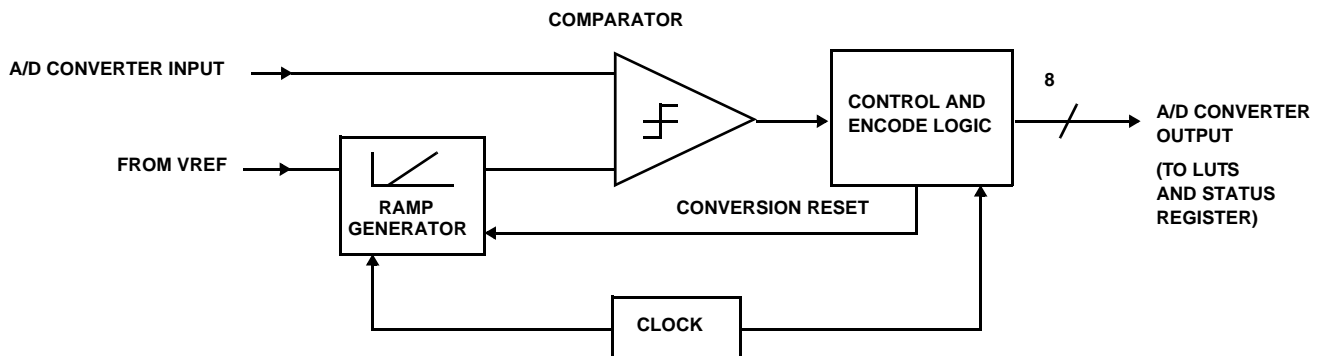 COMPARATOR
A/D CONVERTER INPUT
FROM VREF
RAMP
GENERATOR
CONTROL AND
ENCODE LOGIC
8
A/D CONVERTER
OUTPUT
(TO LUTS
AND STATUS
REGISTER)
CONVERSION RESET
CLOCK